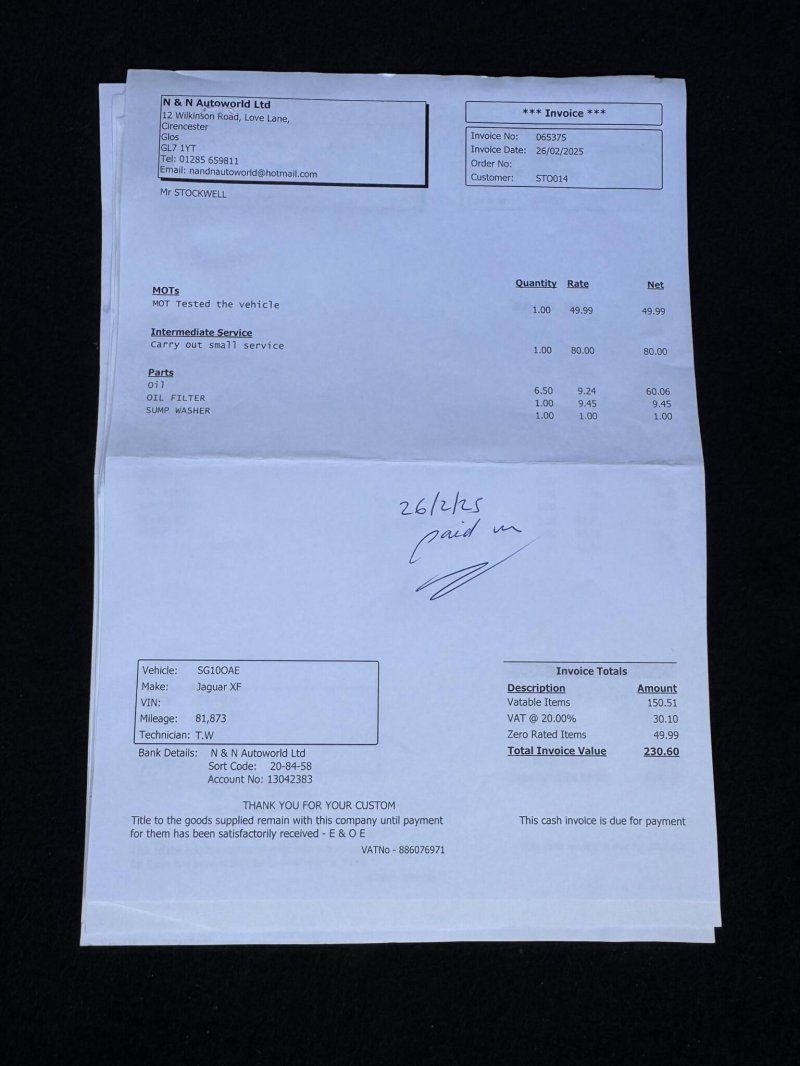 N & N Autoworld Ltd
12 Wilkinson Road, Love Lane,
Cirencester
Glos
GL7 1YT
Tel: 01285 659811
Email: nandnautoworld@hotmail.com
*** Invoice ***
Invoice No: 065375
Invoice Date: 26/02/2025
Order No:
Customer: STO014
Mr STOCKWELL
Quantity Rate Net
MOTs
MOT Tested the vehicle 1.00 49.99 49.99
Intermediate Service
Carry out small service 1.00 80.00 80.00
Parts
Oil 6.50 9.24 60.06
OIL FILTER 1.00 9.45 9.45
SUMP WASHER 1.00 1.00 1.00
26/2/25
paid
Vehicle: SG10OAE
Make: Jaguar XF
VIN:
Mileage: 81,873
Technician: T.W
Bank Details: N & N Autoworld Ltd
Sort Code: 20-84-58
Account No: 13042383
Invoice Totals
Description Amount
Vatable Items 150.51
VAT @ 20.00% 30.10
Zero Rated Items 49.99
Total Invoice Value 230.60
THANK YOU FOR YOUR CUSTOM
Title to the goods supplied remain with this company until payment
for them has been satisfactorily received - E & O E
This cash invoice is due for payment
VATNo - 886076971